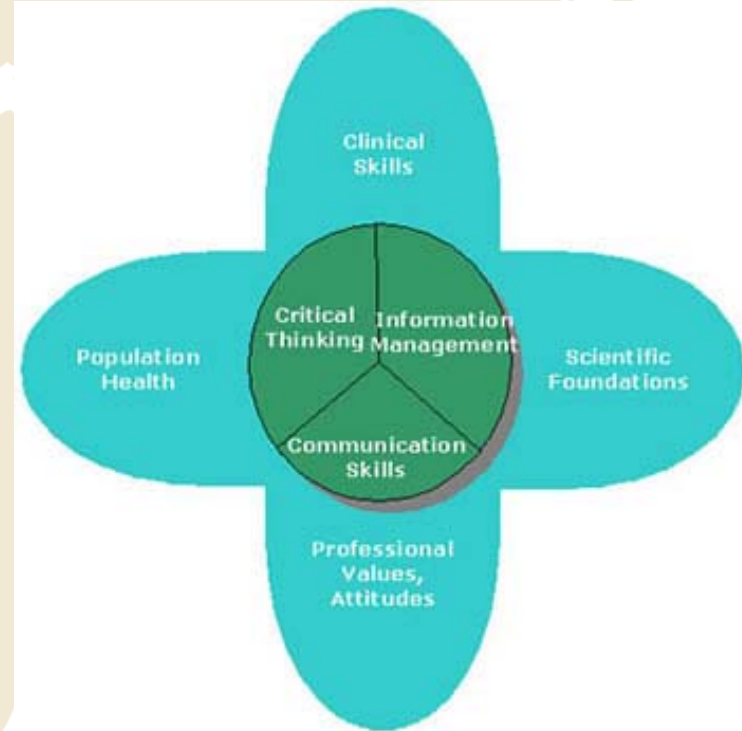 Clinical
Skills
Critical
Thinking
Information
Management
Population
Health
Scientific
Foundations
Communication
Skills
Professional
Values,
Attitudes